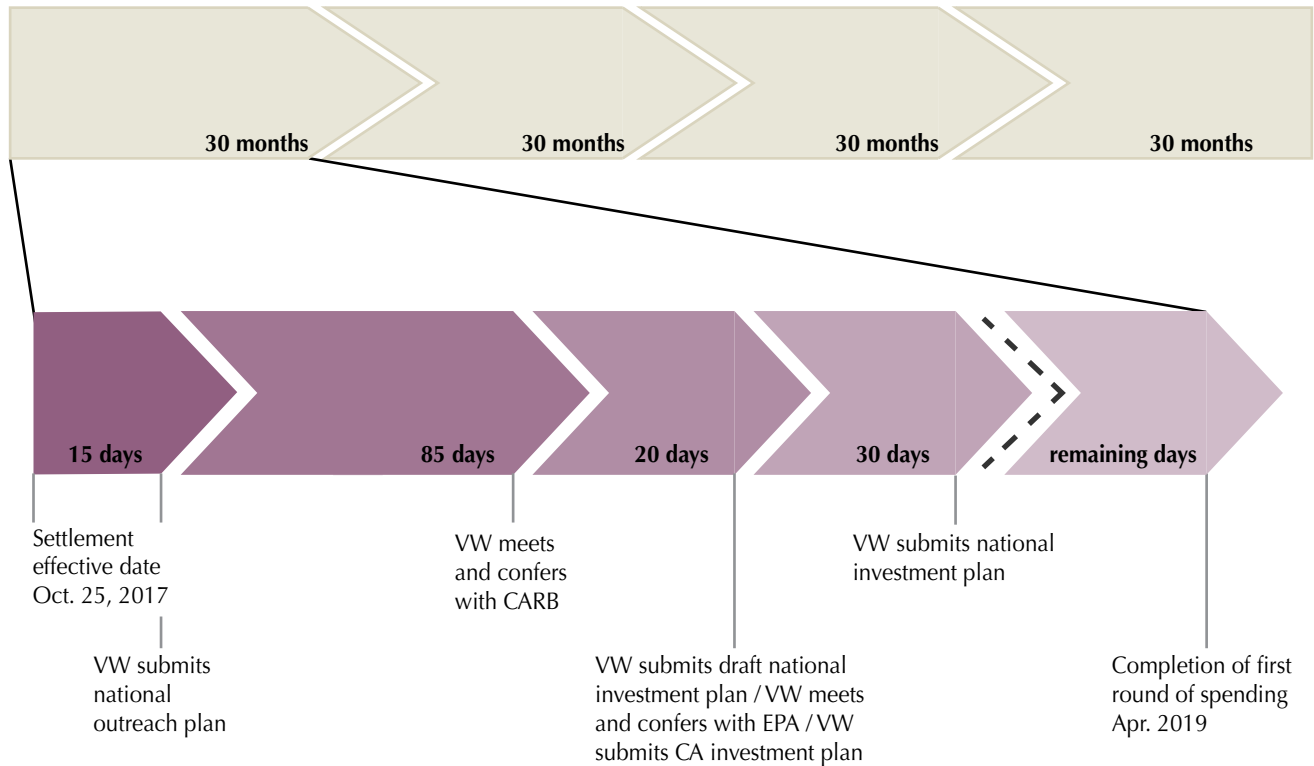 30 months
30 months
30 months
30 months
15 days
85 days
20 days
30 days
remaining days
Settlement
effective date
Oct. 25, 2017
VW submits
national
outreach plan
VW meets
and confers
with CARB
VW submits draft national
investment plan / VW meets
and confers with EPA / VW
submits CA investment plan
VW submits national
investment plan
Completion of first
round of spending
Apr. 2019